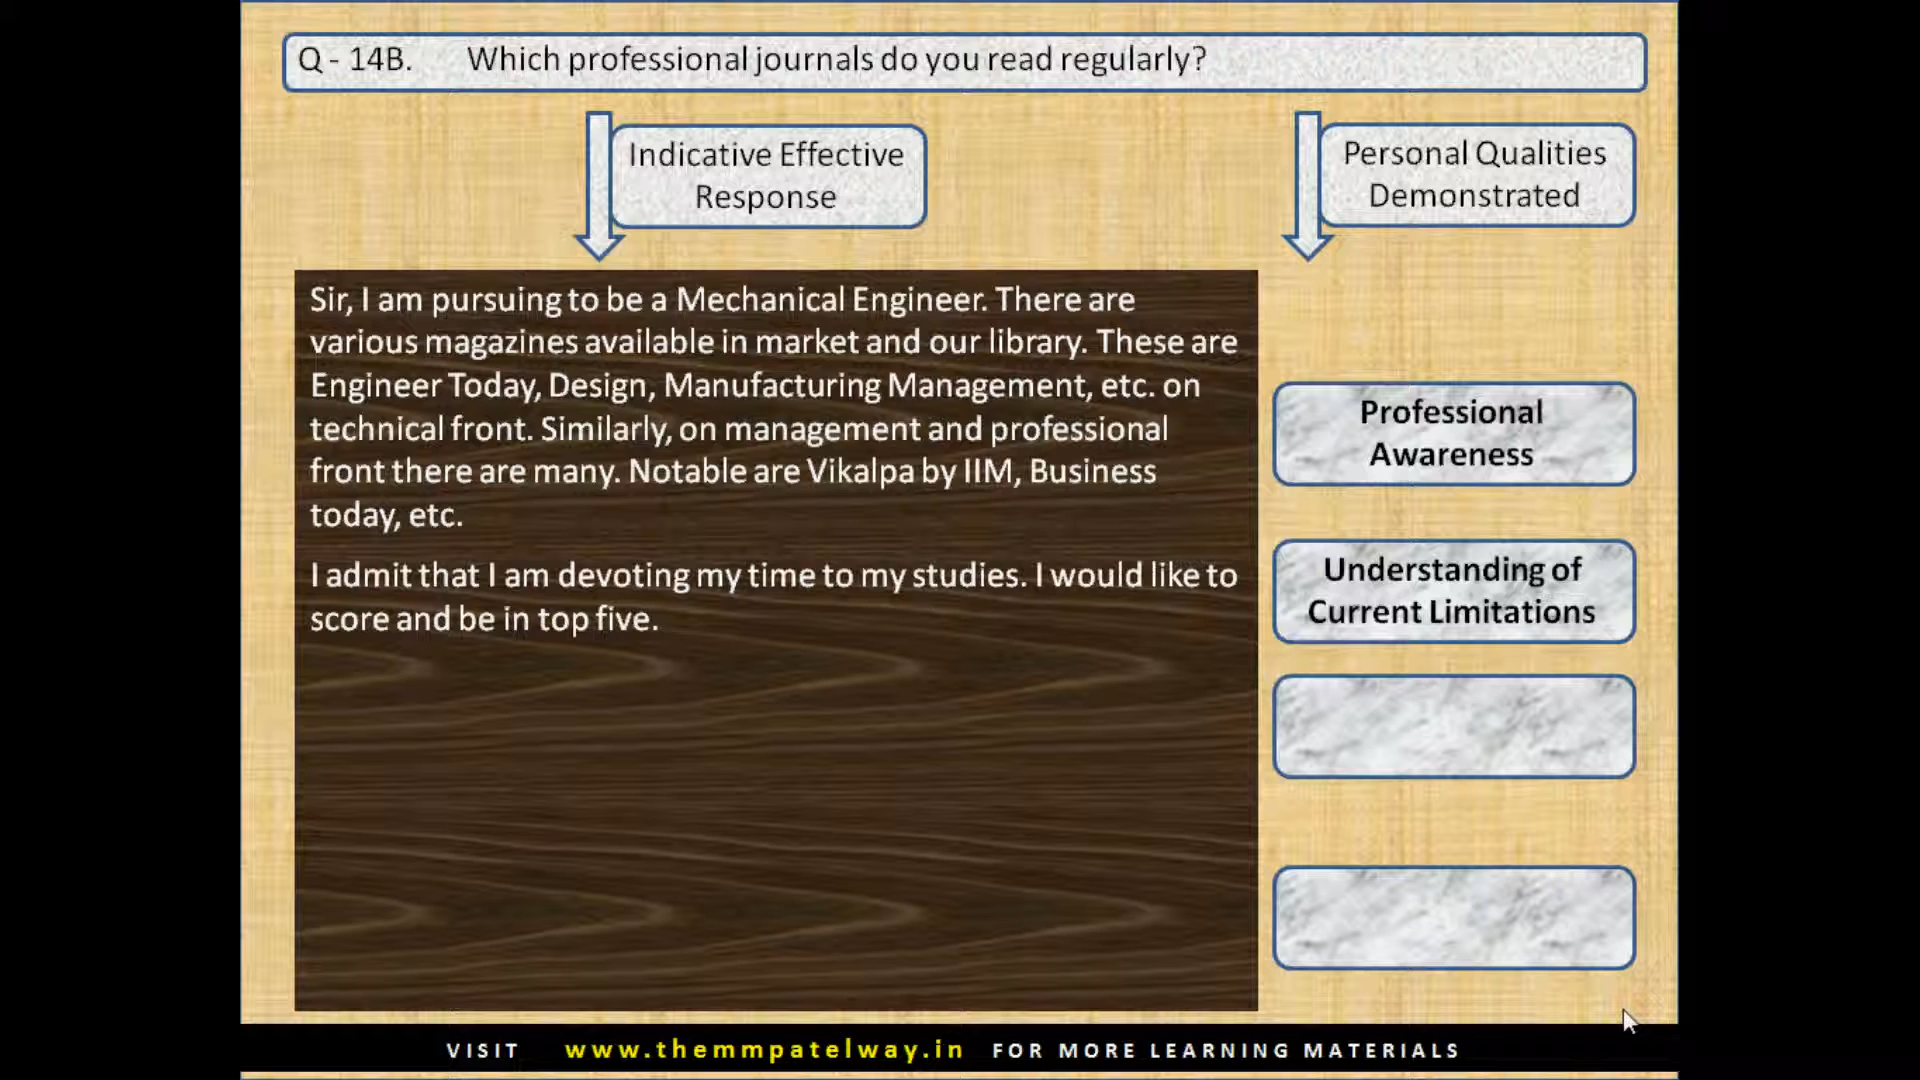 Q - 14B. Which professional journals do you read regularly?
Indicative Effective
Response
Personal Qualities
Demonstrated
Sir, I am pursuing to be a Mechanical Engineer. There are
various magazines available in market and our library. These are
Engineer Today, Design, Manufacturing Management, etc. on
technical front. Similarly, on management and professional
front there are many. Notable are Vikalpa by IIM, Business
today, etc.
I admit that I am devoting my time to my studies. I would like to
score and be in top five.
Professional
Awareness
Understanding of
Current Limitations
VISIT www.themmpatelway.in FOR MORE LEARNING MATERIALS